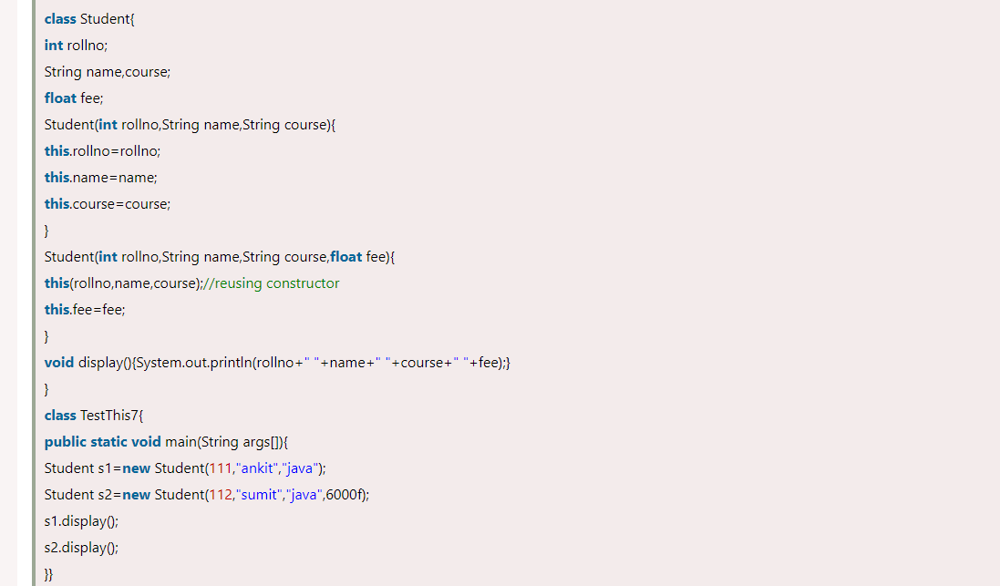 class Student{
int rollno;
String name,course;
float fee;
Student(int rollno,String name,String course){
this.rollno=rollno;
this.name=name;
this.course=course;
}
Student(int rollno,String name,String course,float fee){
this(rollno,name,course);//reusing constructor
this.fee=fee;
}
void display(){System.out.println(rollno+" "+name+" "+course+" "+fee);}
}
class TestThis7{
public static void main(String args[]){
Student s1=new Student(111,"ankit","java");
Student s2=new Student(112,"sumit","java",6000f);
s1.display();
s2.display();
}}